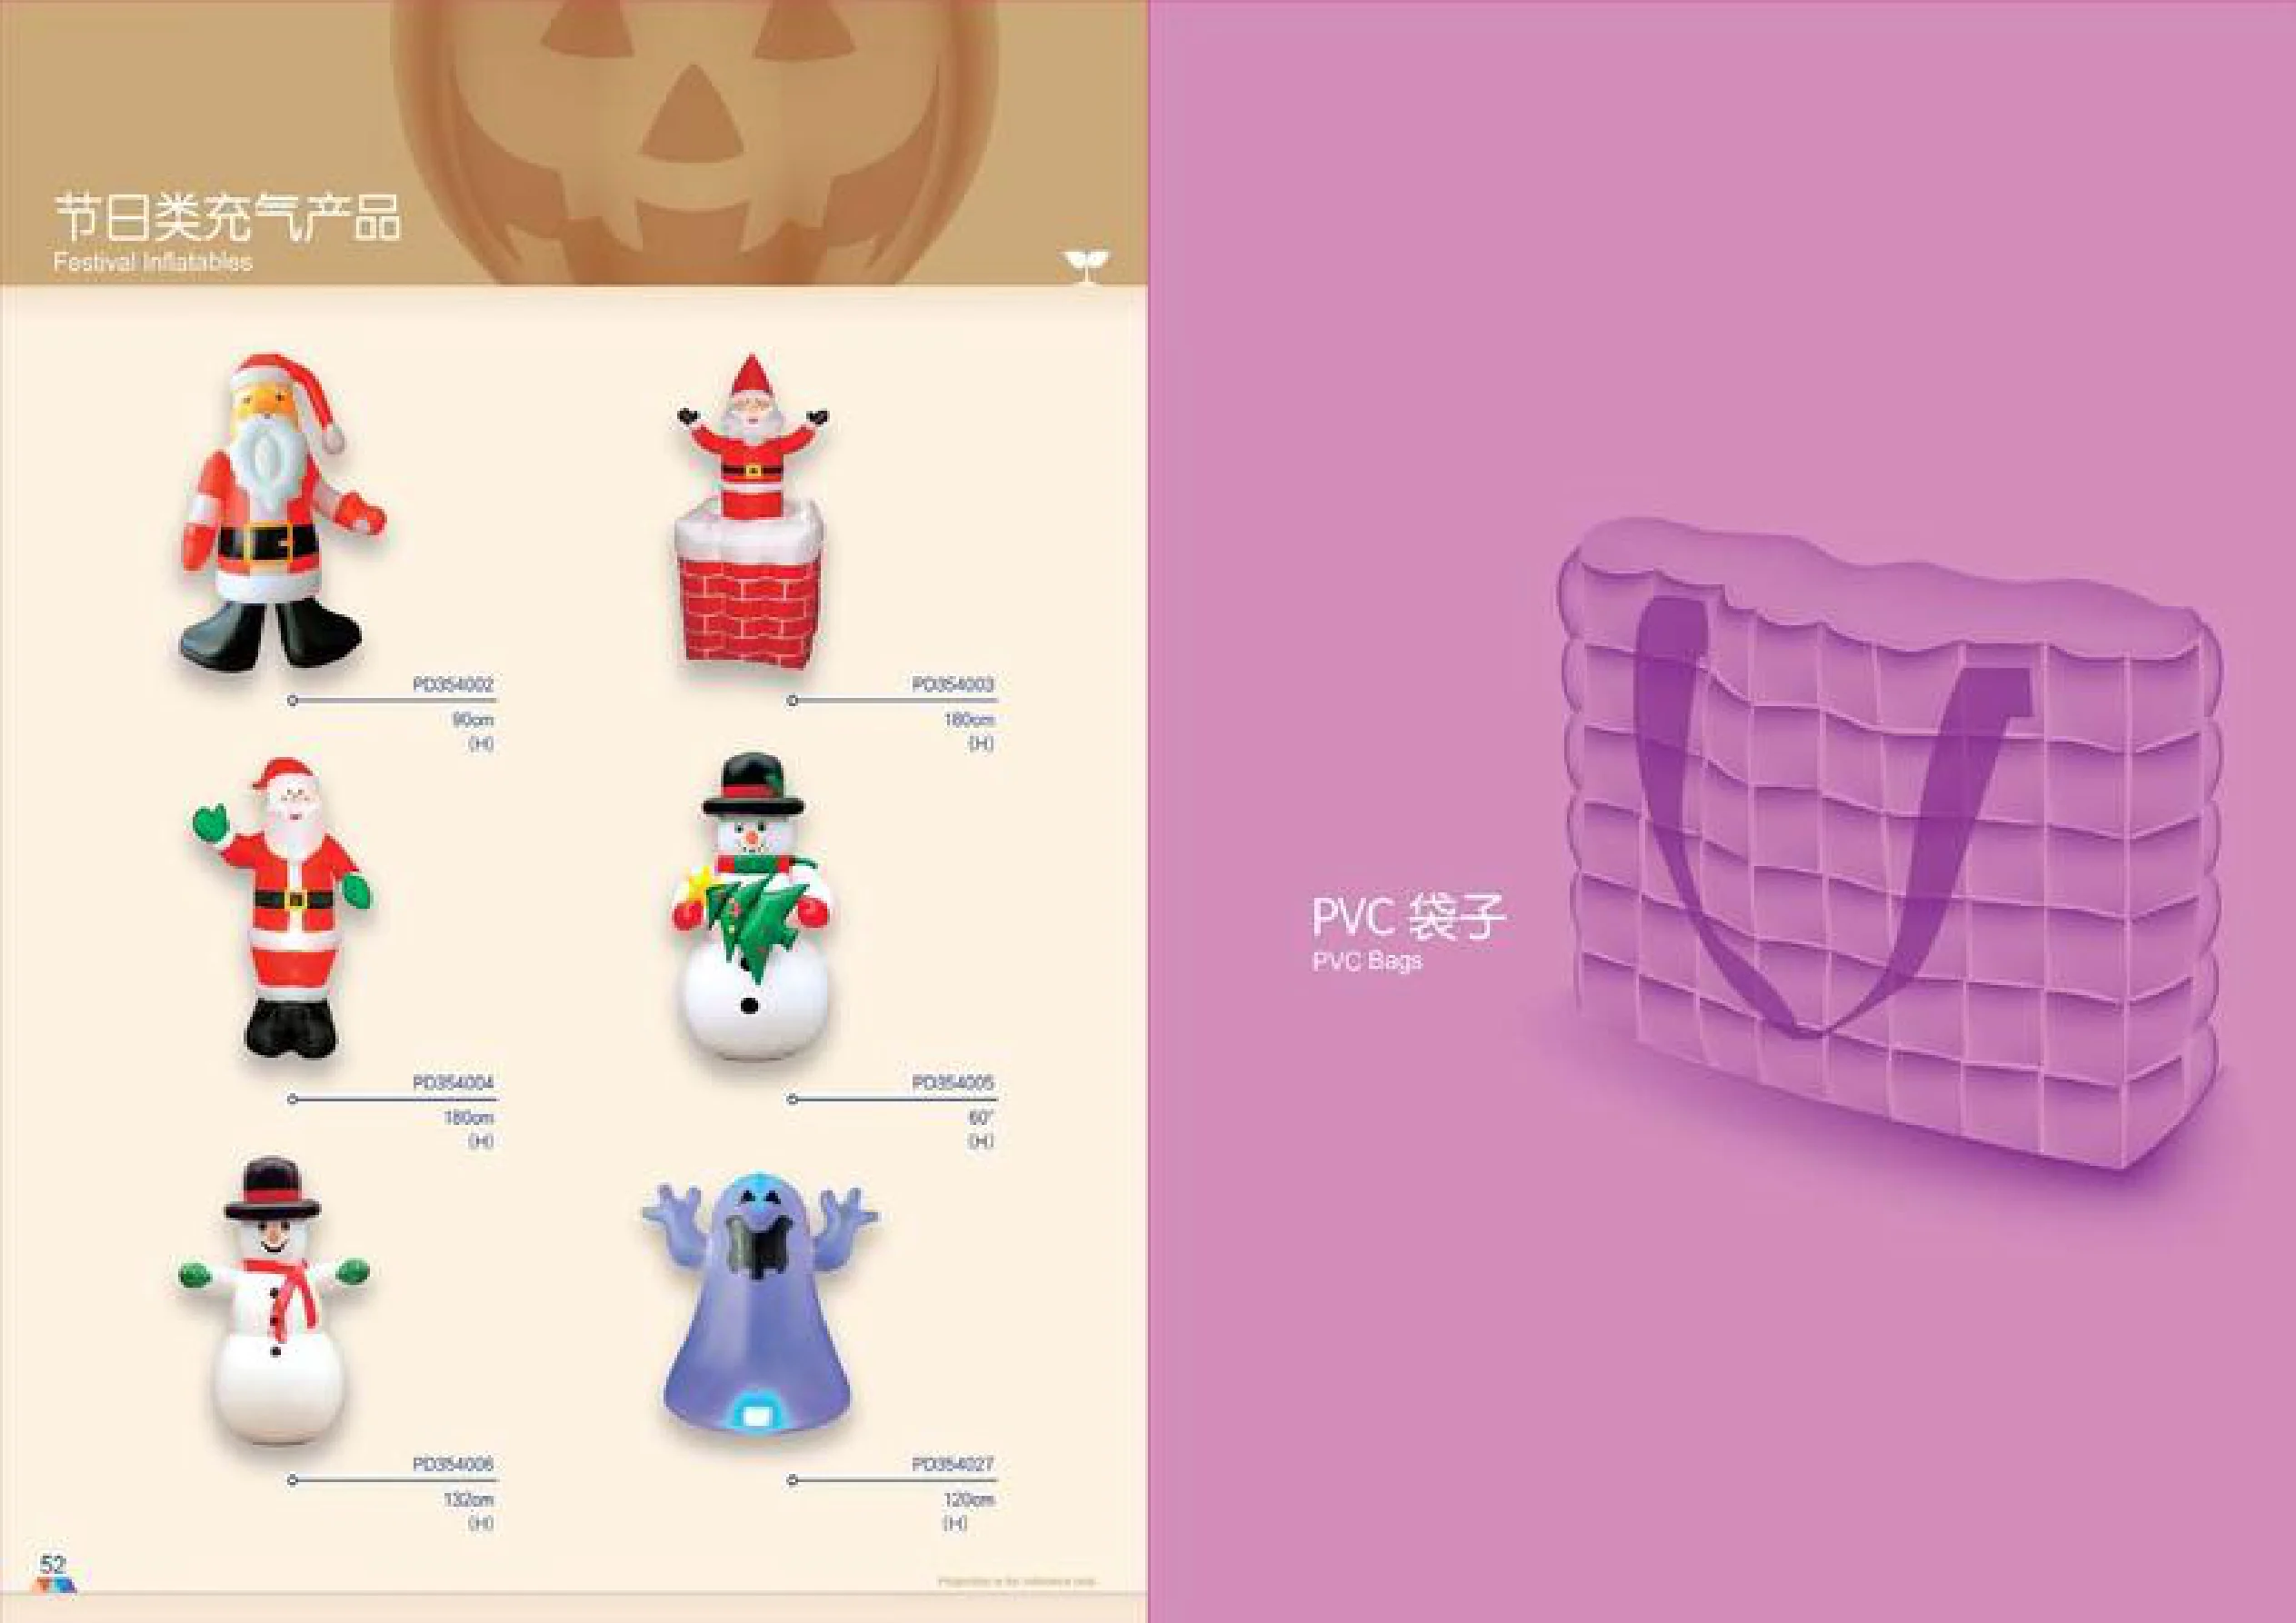 节日类充气产品
Festival Inflatables
PD354002
90cm
(H)
PD354003
180cm
(H)
PD354004
180cm
(H)
PD354005
60"
(H)
PD354006
132cm
(H)
PD354027
120cm
(H)
52
PVC 袋子
PVC Bags